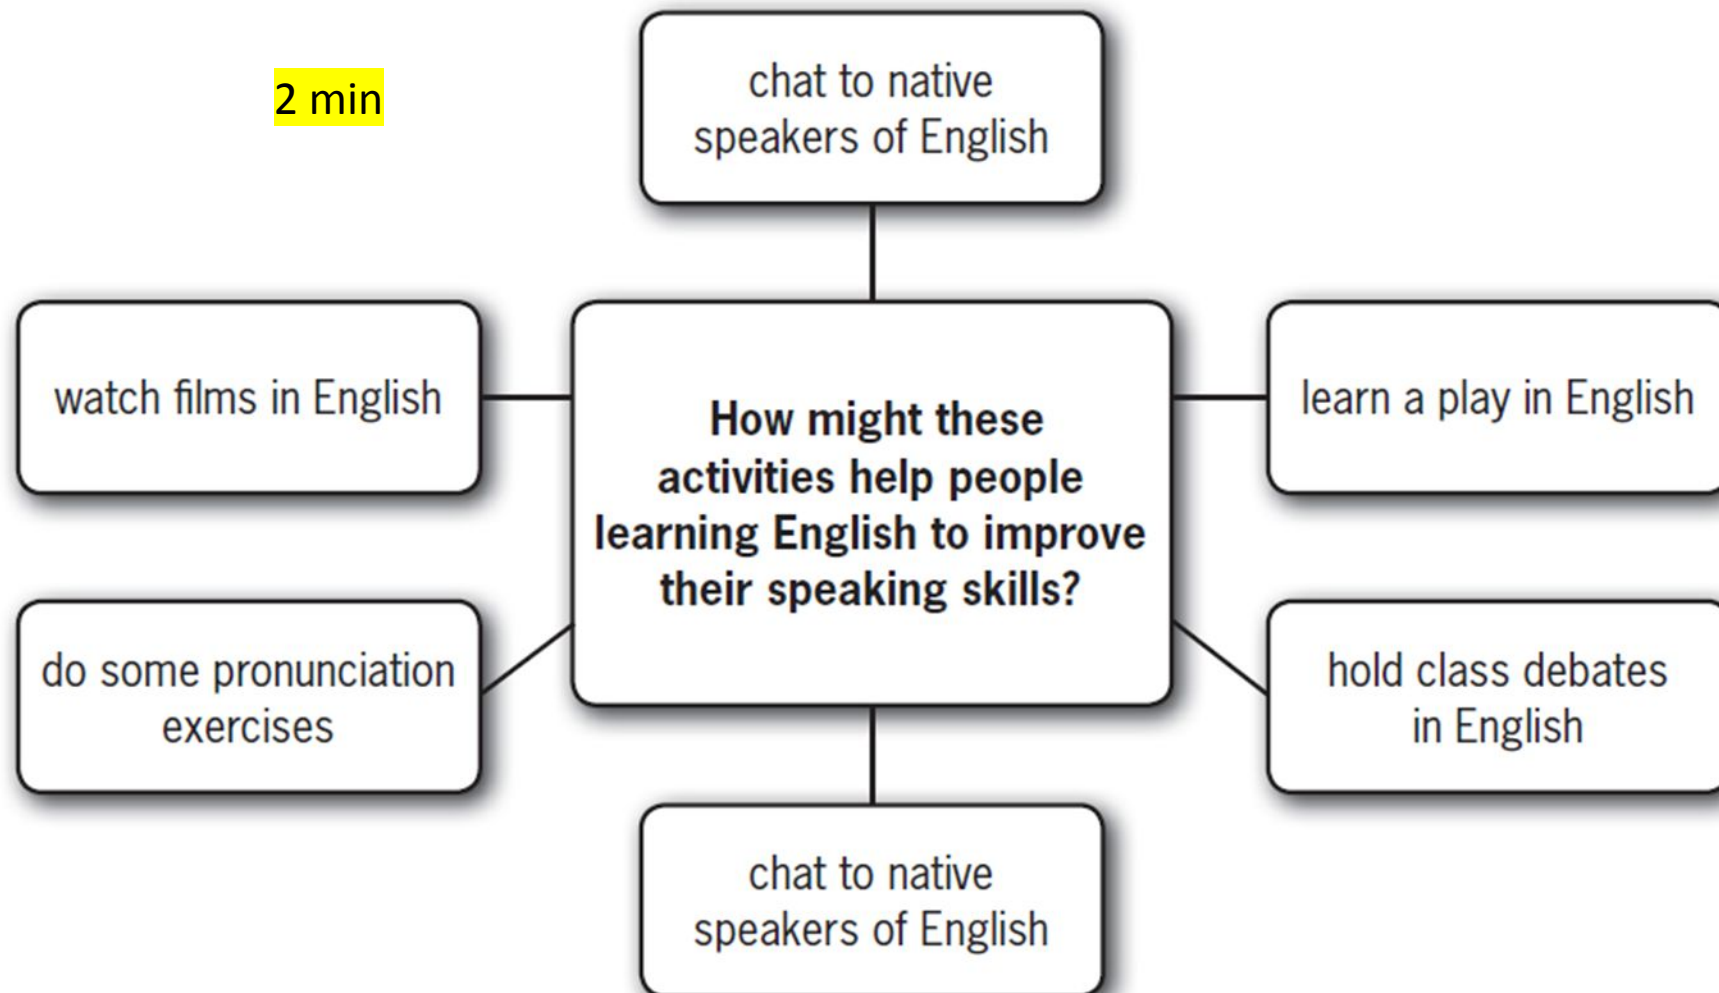 2 min
chat to native
speakers of English
watch films in English
How might these
activities help people
learning English to improve
their speaking skills?
learn a play in English
do some pronunciation
exercises
hold class debates
in English
chat to native
speakers of English